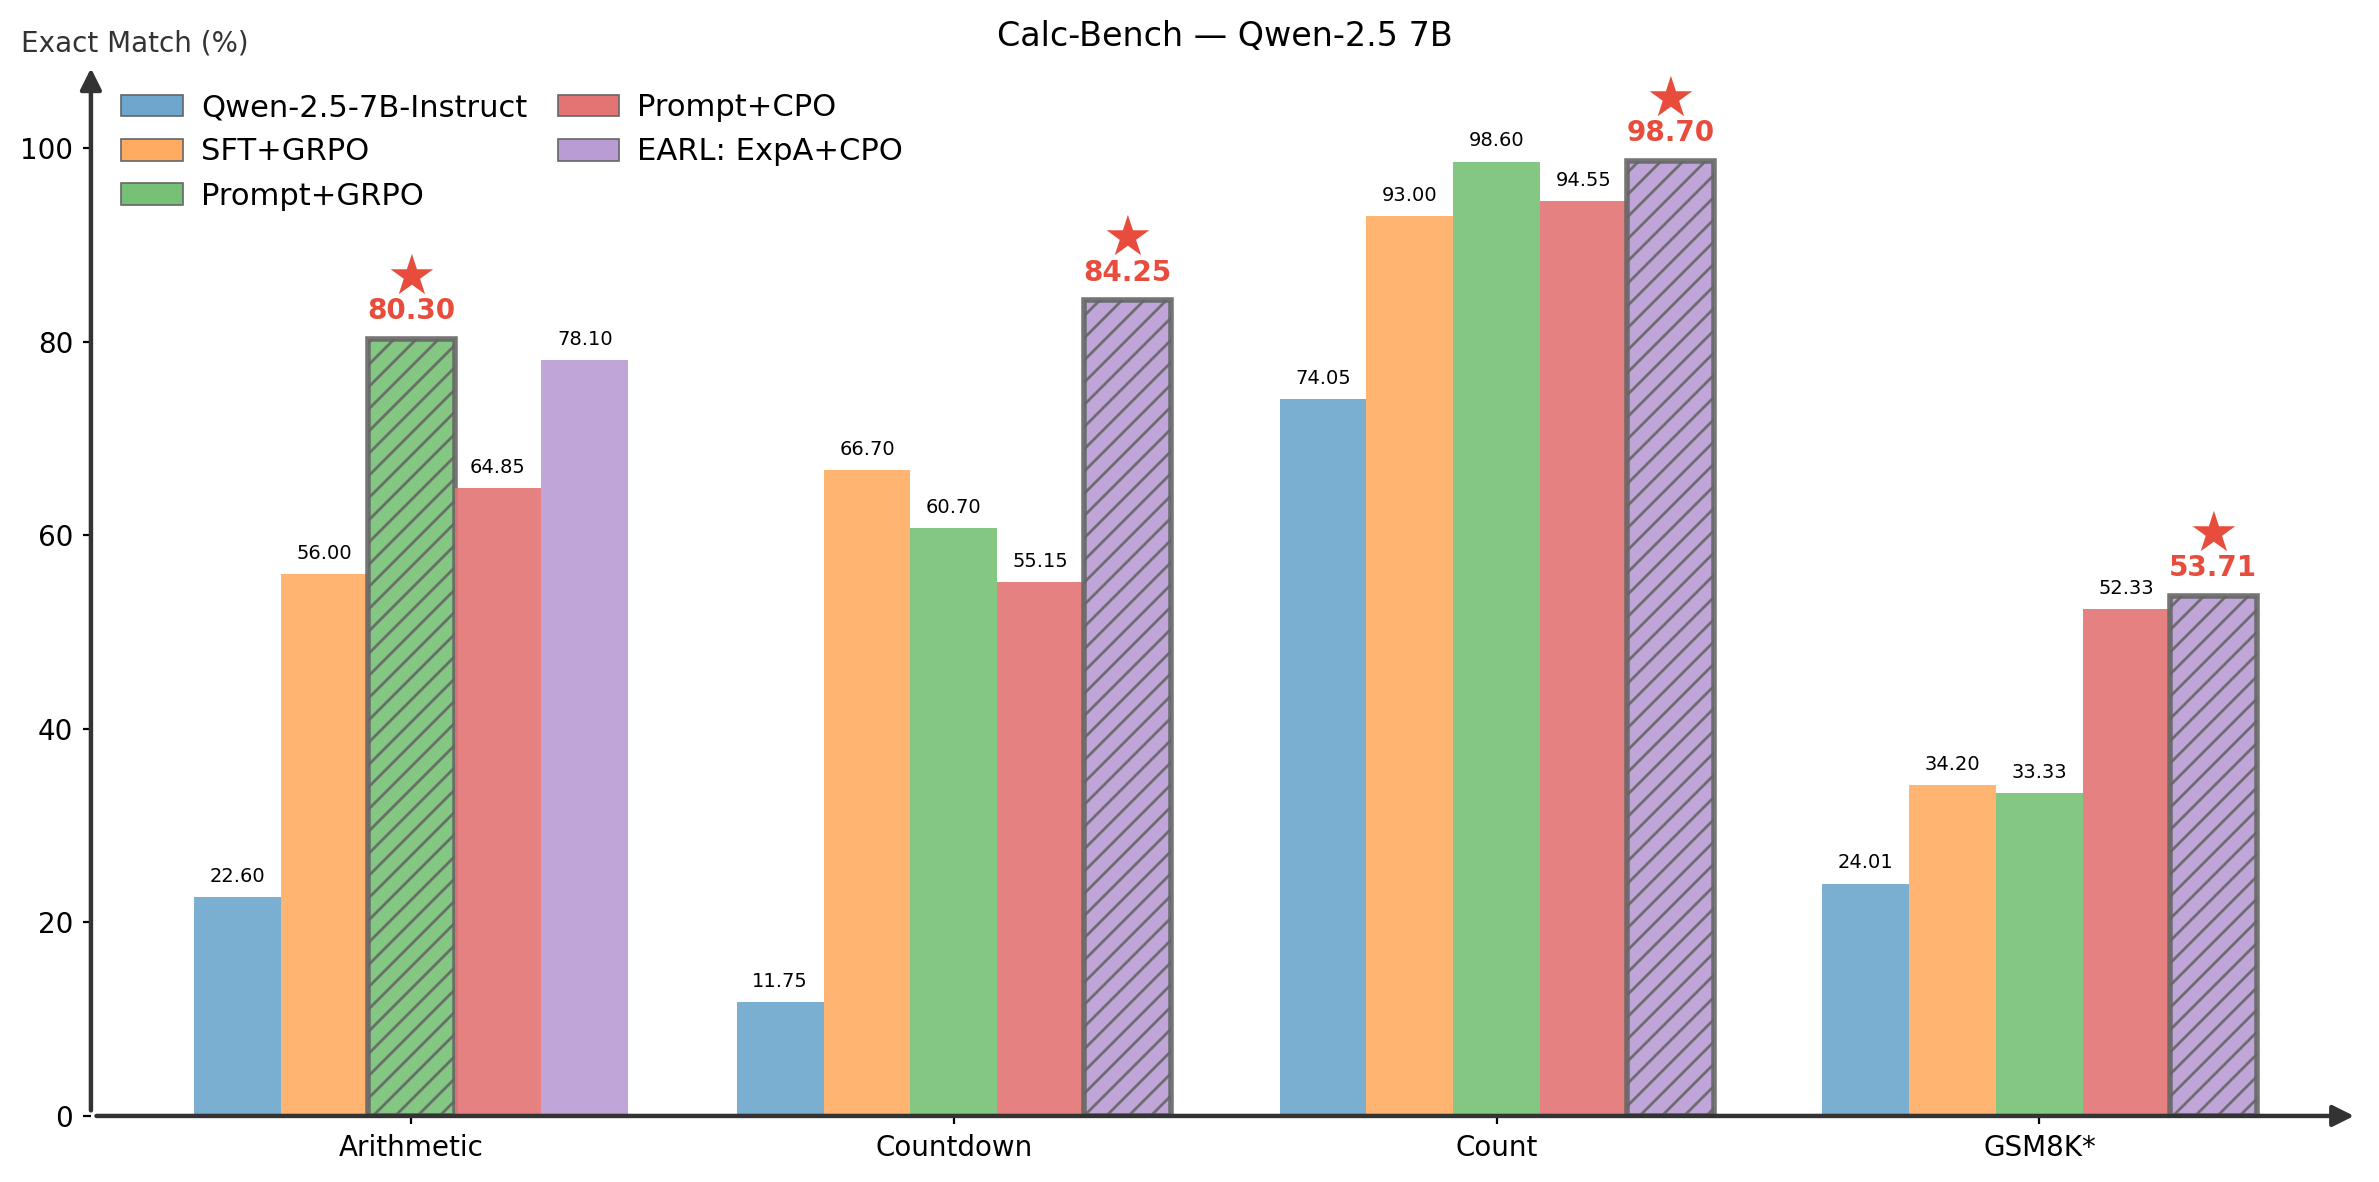 Calc-Bench — Qwen-2.5 7B
Exact Match (%)
Qwen-2.5-7B-Instruct
SFT+GRPO
Prompt+GRPO
Prompt+CPO
EARL: ExpA+CPO
100
80
60
40
20
0
22.60
56.00
80.30
64.85
78.10
11.75
66.70
60.70
55.15
84.25
74.05
93.00
98.60
94.55
98.70
24.01
34.20
33.33
52.33
53.71
Arithmetic
Countdown
Count
GSM8K*